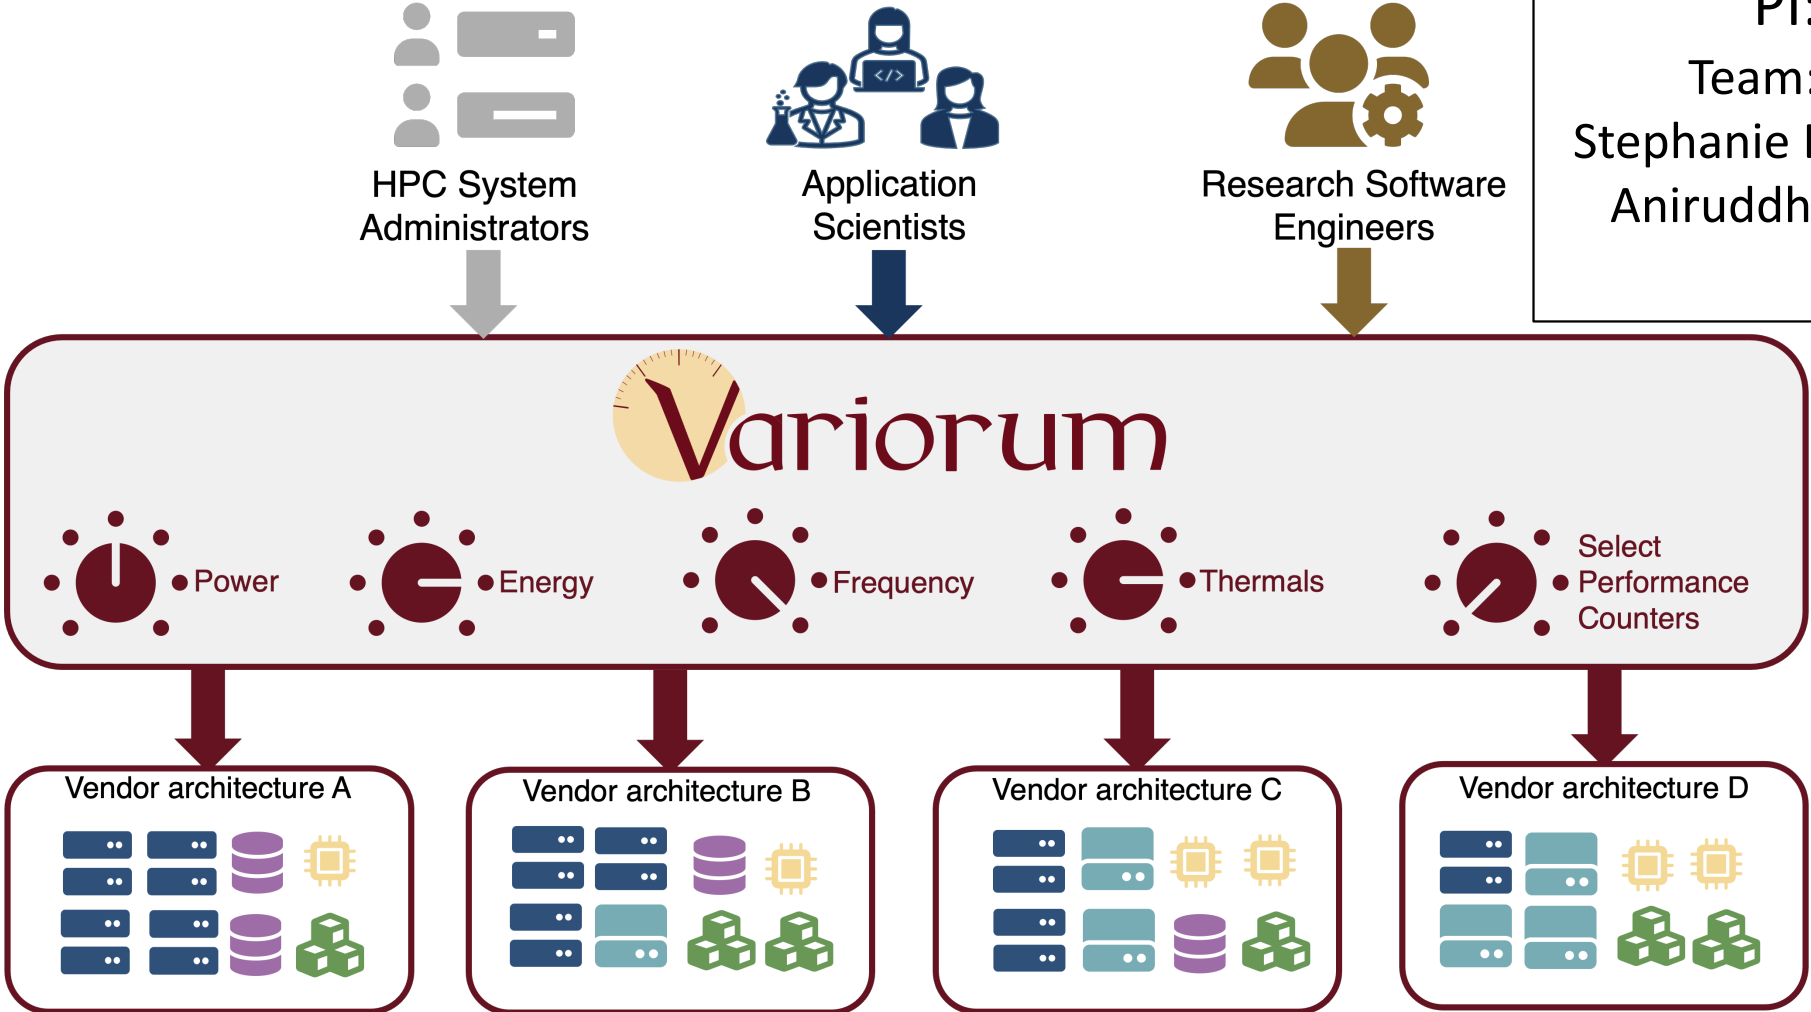 HPC System
Administrators
Application
Scientists
Research Software
Engineers
PI:
Team:
Stephanie
Aniruddh
</>
Variorum
Power
Energy
Frequency
Thermals
Select
Performance
Counters
Vendor architecture A
Vendor architecture B
Vendor architecture C
Vendor architecture D